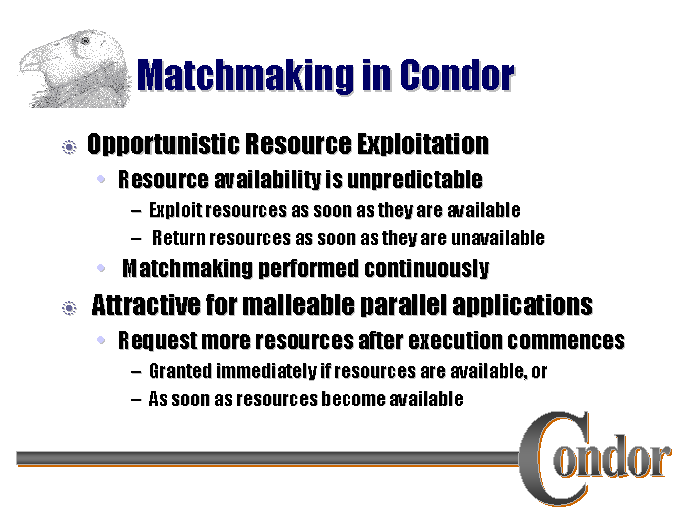 Matchmaking in Condor
Opportunistic Resource Exploitation
• Resource availability is unpredictable
– Exploit resources as soon as they are available
– Return resources as soon as they are unavailable
• Matchmaking performed continuously
Attractive for malleable parallel applications
• Request more resources after execution commences
– Granted immediately if resources are available, or
– As soon as resources become available
Condor